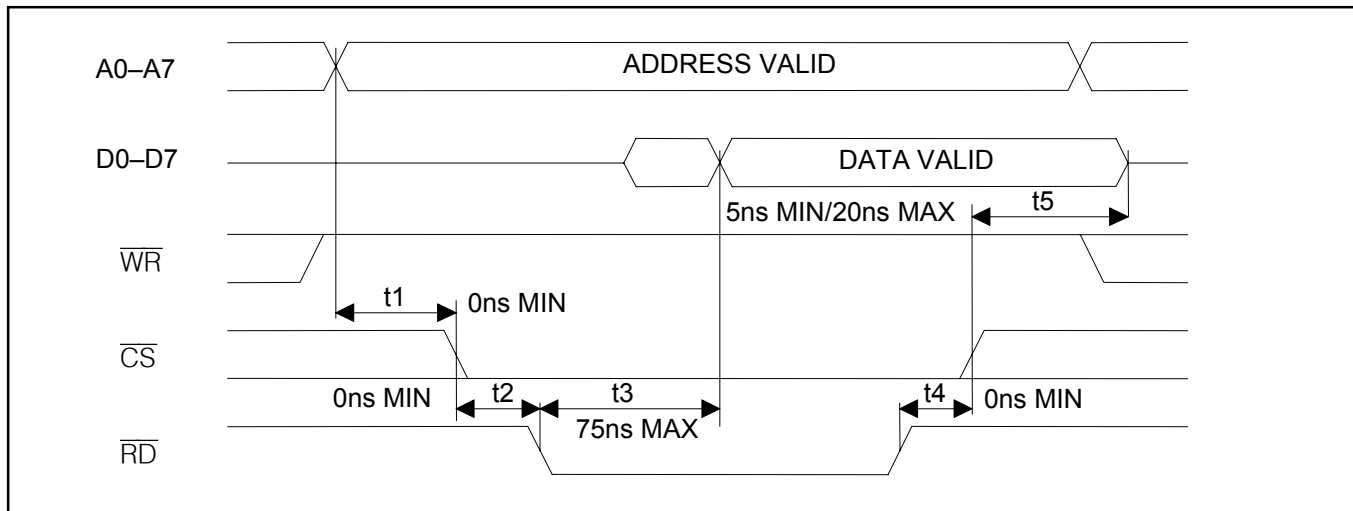 A0–A7
ADDRESS VALID
D0–D7
DATA VALID
5ns MIN/20ns MAX
t5
WR
t1
0ns MIN
CS
0ns MIN
t2
t3
t4
0ns MIN
75ns MAX
RD